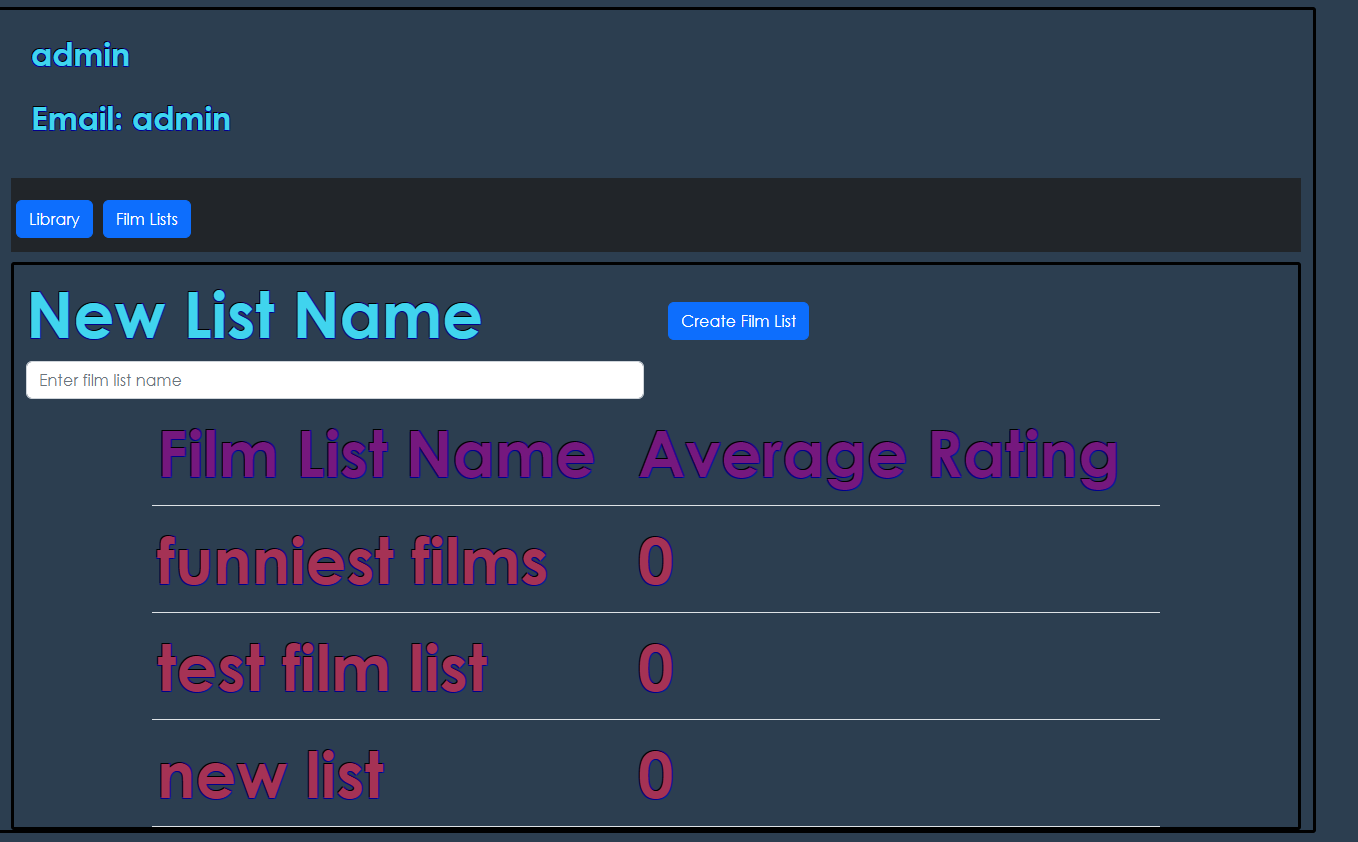 admin
Email: admin
Library Film Lists
New List Name
Create Film List
Enter film list name
Film List Name Average Rating
funniest films 0
test film list 0
new list 0